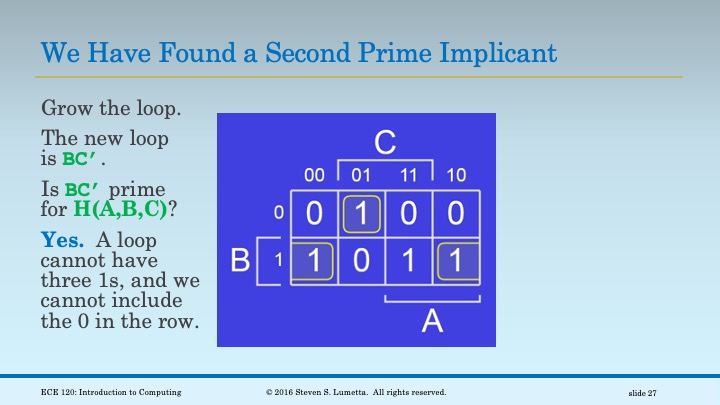 We Have Found a Second Prime Implicant
Grow the loop.
The new loop
is BC′.
Is BC′ prime
for H(A,B,C)?
Yes. A loop
cannot have
three 1s, and we
cannot include
the 0 in the row.
C
00 01 11 10
0 0 1 0 0
B 1 1 0 1 1
A
ECE 120: Introduction to Computing © 2016 Steven S. Lumetta. All rights reserved. slide 27